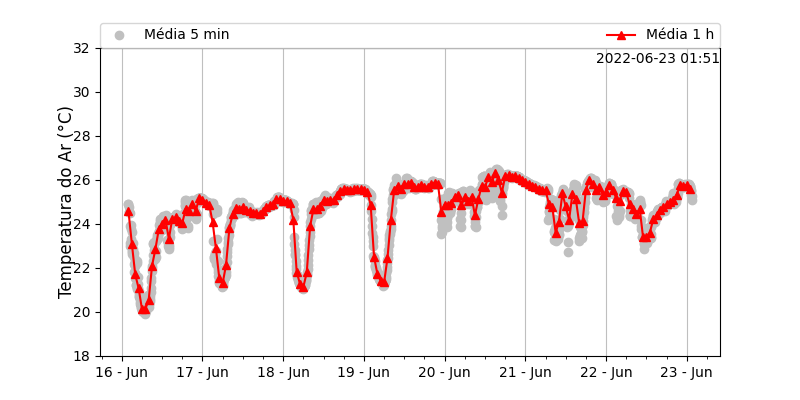 Média 5 min
Média 1 h
2022-06-23 01:51
Temperatura do Ar (°C)
32
30
28
26
24
22
20
18
16 - Jun
17 - Jun
18 - Jun
19 - Jun
20 - Jun
21 - Jun
22 - Jun
23 - Jun